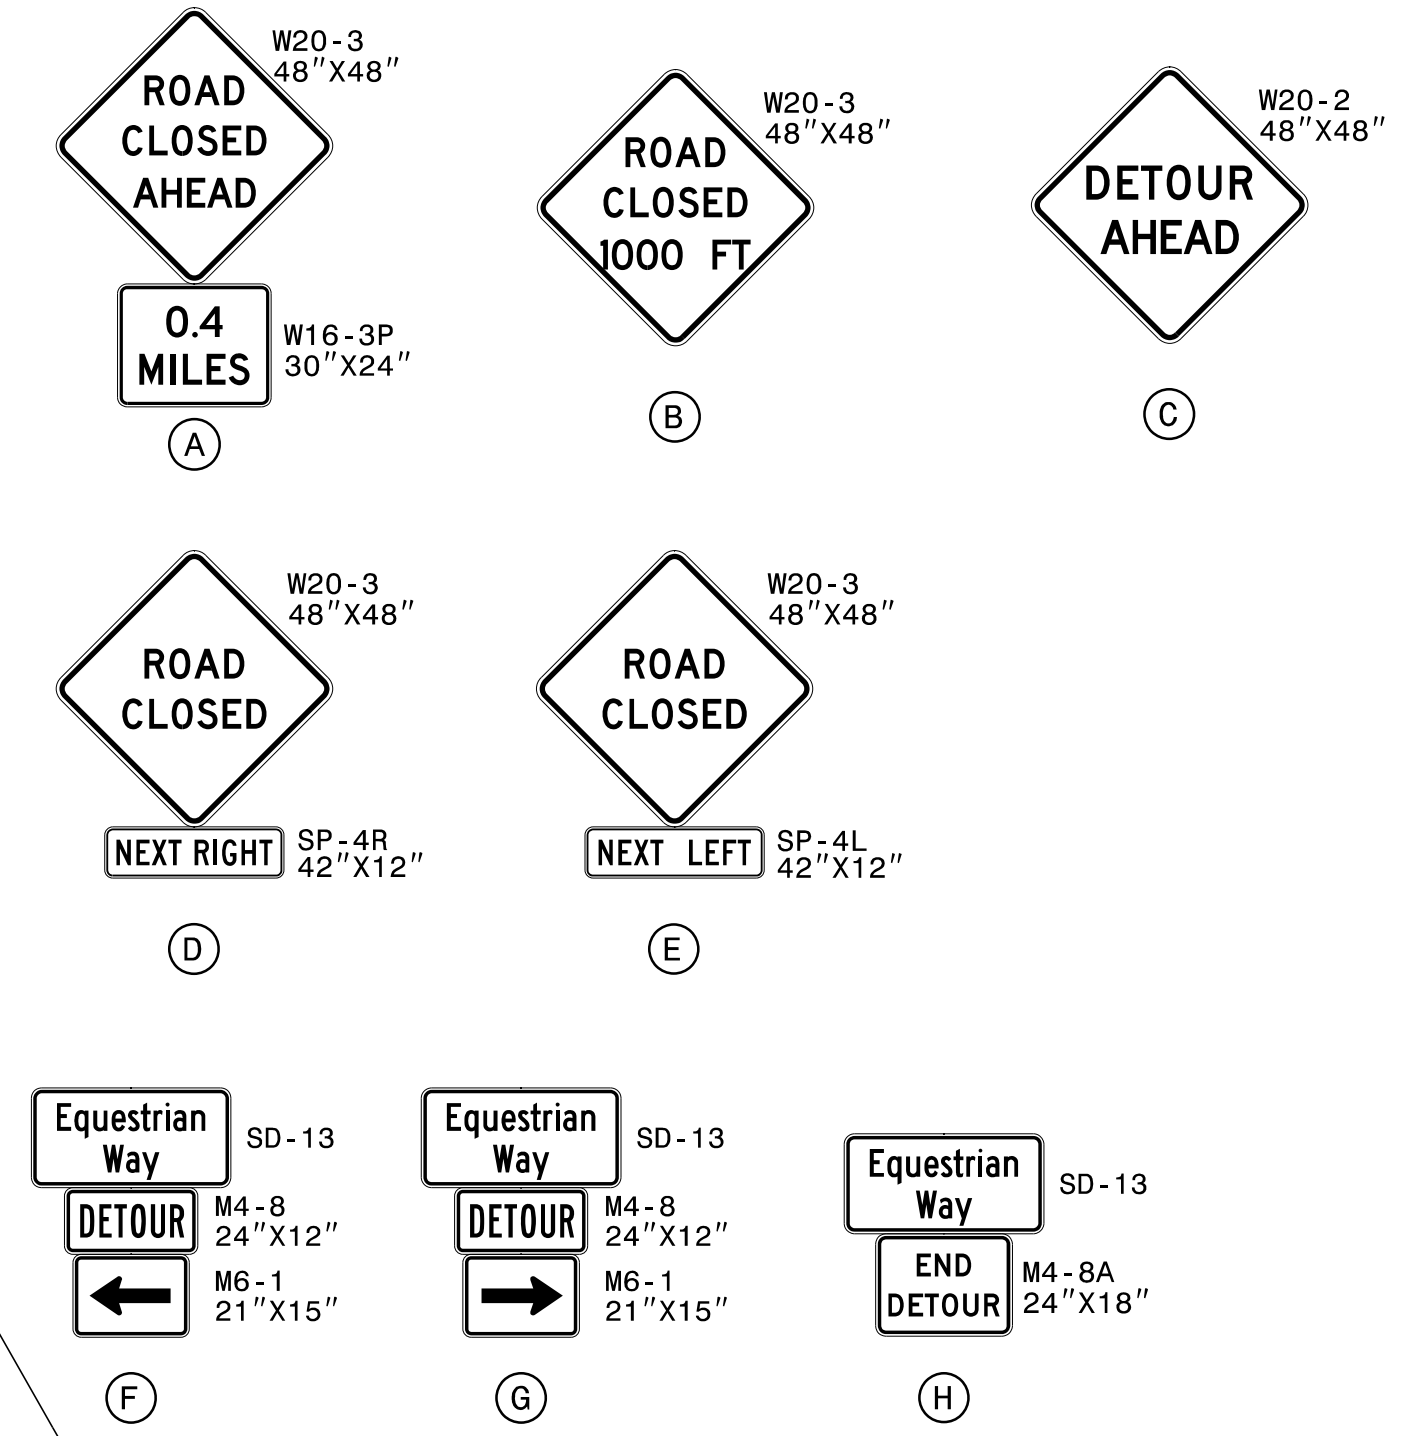 ROAD
CLOSED
AHEAD
W20-3
48"X48"
0.4
MILES
W16-3P
30"X24"
A
ROAD
CLOSED
1000 FT
W20-3
48"X48"
B
DETOUR
AHEAD
W20-2
48"X48"
C
ROAD
CLOSED
W20-3
48"X48"
NEXT RIGHT
SP-4R
42"X12"
D
ROAD
CLOSED
W20-3
48"X48"
NEXT LEFT
SP-4L
42"X12"
E
Equestrian
Way
SD-13
DETOUR
M4-8
24"X12"
M6-1
21"X15"
F
Equestrian
Way
SD-13
DETOUR
M4-8
24"X12"
M6-1
21"X15"
G
Equestrian
Way
SD-13
END
DETOUR
M4-8A
24"X18"
H